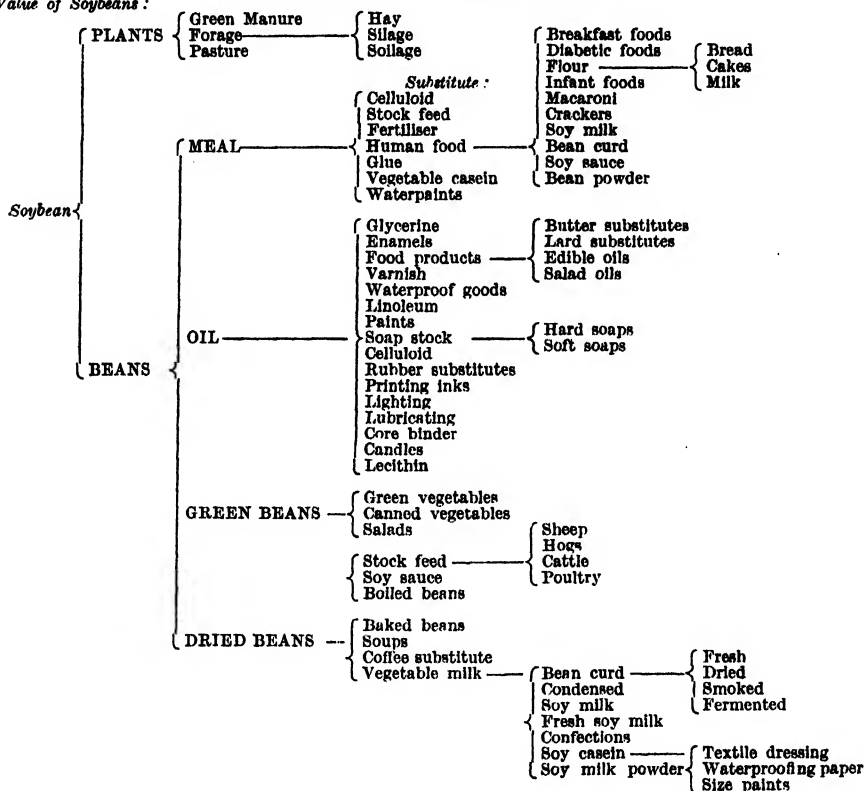 Value of Soybeans :
Green Manure Hay Breakfast foods
PLANTS Forage Silage Diabetic foods Bread
Pasture Soilage Flour Cakes
Substitute : Infant foods Milk
Celluloid Macaroni
Stock feed Crackers
Fertiliser Soy milk
MEAL Human food Bean curd
Glue Soy sauce
Vegetable casein Bean powder
Waterpaints
Soybean
Glycerine Butter substitutes
Enamels Lard substitutes
Food products Edible oils
Varnish Salad oils
Waterproof goods
Linoleum
Paints Hard soaps
OIL Soap stock Soft soaps
Celluloid
BEANS Rubber substitutes
Printing inks
Lighting
Lubricating
Core binder
Candles
Lecithin
Green vegetables
GREEN BEANS Canned vegetables
Salads Sheep
Hogs
Stock feed Cattle
Soy sauce Poultry
Boiled beans
Baked beans
DRIED BEANS Soups
Coffee substitute Fresh
Vegetable milk Bean curd Dried
Condensed Smoked
Soy milk Fermented
Fresh soy milk
Confections
Soy casein Textile dressing
Soy milk powder Waterproofing paper
Size paints